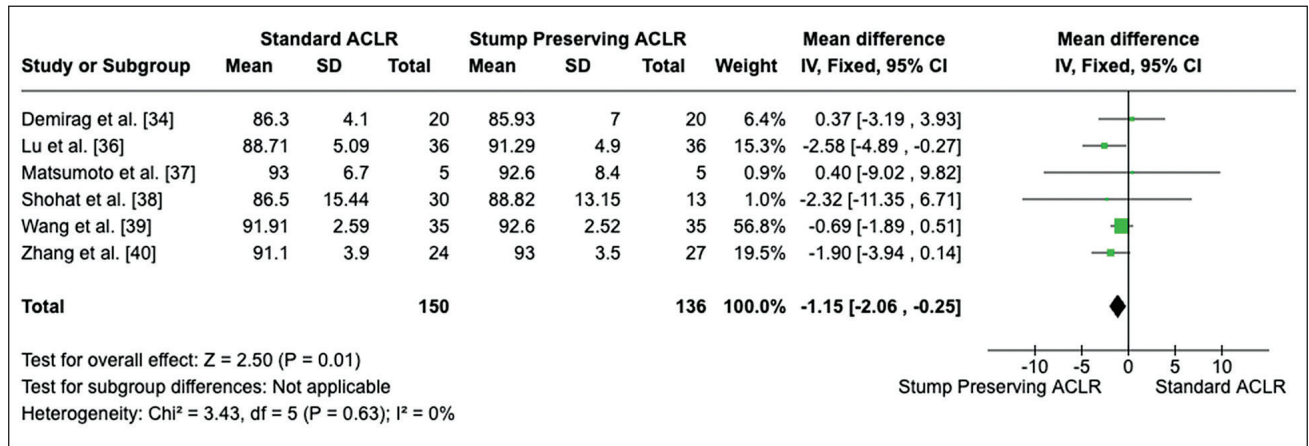 Standard ACLR Stump Preserving ACLR Mean difference Mean difference
Study or Subgroup Mean SD Total Mean SD Total Weight IV, Fixed, 95% CI IV, Fixed, 95% CI
Demirag et al. [34] 86.3 4.1 20 85.93 7 20 6.4% 0.37 [-3.19 , 3.93]
Lu et al. [36] 88.71 5.09 36 91.29 4.9 36 15.3% -2.58 [-4.89 , -0.27]
Matsumoto et al. [37] 93 6.7 5 92.6 8.4 5 0.9% 0.40 [-9.02 , 9.82]
Shohat et al. [38] 86.5 15.44 30 88.82 13.15 13 1.0% -2.32 [-11.35 , 6.71]
Wang et al. [39] 91.91 2.59 35 92.6 2.52 35 56.8% -0.69 [-1.89 , 0.51]
Zhang et al. [40] 91.1 3.9 24 93 3.5 27 19.5% -1.90 [-3.94 , 0.14]
Total 150 136 100.0% -1.15 [-2.06 , -0.25]
Test for overall effect: Z = 2.50 (P = 0.01)
Test for subgroup differences: Not applicable
Heterogeneity: Chi² = 3.43, df = 5 (P = 0.63); I² = 0%
-10 -5 0 5 10
Stump Preserving ACLR Standard ACLR